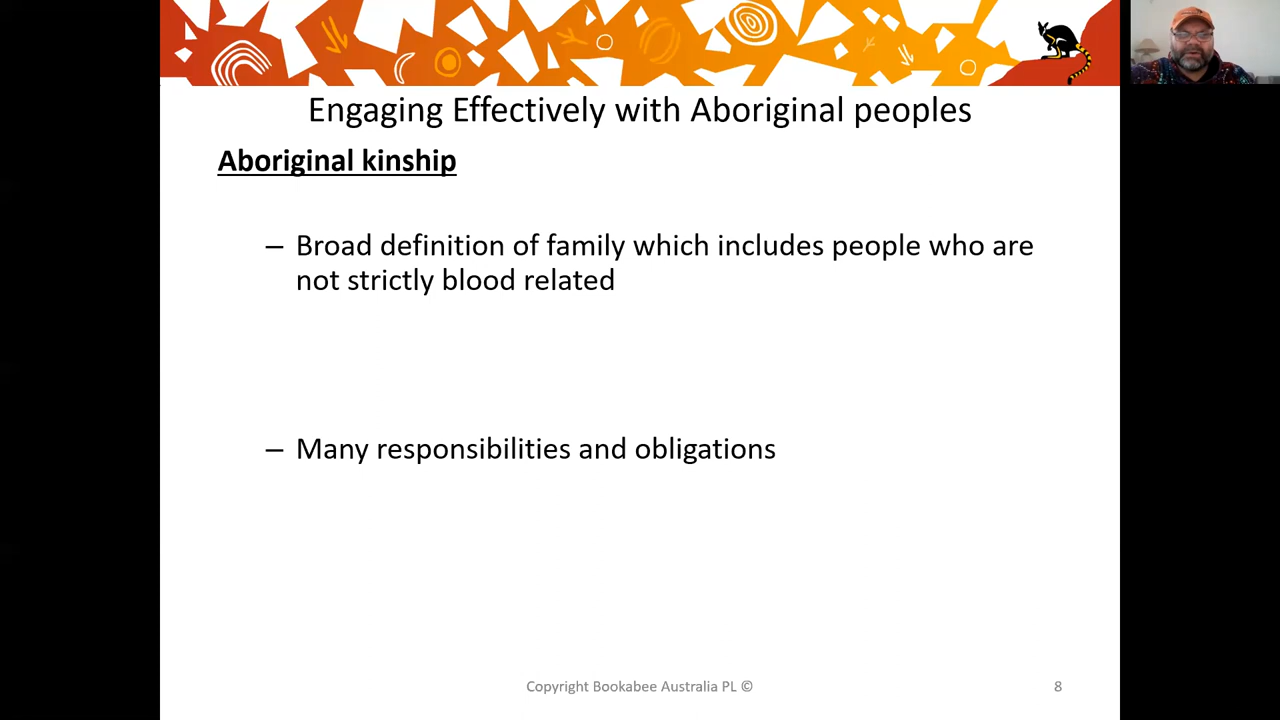 Engaging Effectively with Aboriginal peoples
Aboriginal kinship
– Broad definition of family which includes people who are
not strictly blood related
– Many responsibilities and obligations
Copyright Bookabee Australia PL ©
8